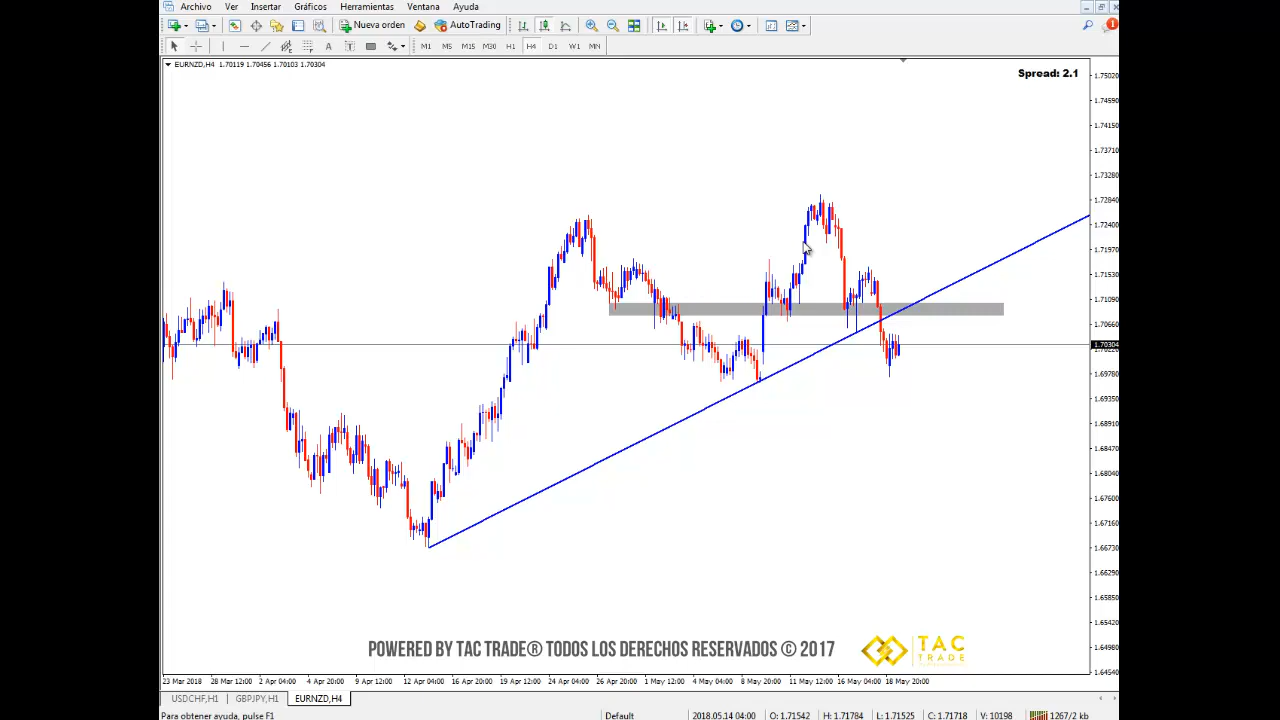 Archivo Ver Insertar Gráficos Herramientas Ventana Ayuda
Nueva orden AutoTrading
A T M1 M5 M15 M30 H1 H4 D1 W1 MN
EURNZD,H4 1.70119 1.70456 1.70103 1.70304
Spread: 2.1
1.75022
1.74590
1.74150
1.73710
1.73280
1.72840
1.72400
1.71970
1.71530
1.71090
1.70660
1.70304
1.69780
1.69350
1.68910
1.68470
1.68040
1.67600
1.67160
1.66730
1.66290
1.65850
1.65420
1.64980
1.64540
POWERED BY TAC TRADE® TODOS LOS DERECHOS RESERVADOS © 2017
TAC
TRADE
23 Mar 2018 28 Mar 12:00 2 Apr 04:00 4 Apr 20:00 9 Apr 12:00 12 Apr 04:00 16 Apr 20:00 19 Apr 12:00 24 Apr 04:00 26 Apr 20:00 1 May 12:00 4 May 04:00 8 May 20:00 11 May 12:00 16 May 04:00 18 May 20:00
USDCHF,H1 GBPJPY,H1 EURNZD,H4
Para obtener ayuda, pulse F1 Default 2018.05.14 04:00 O: 1.71542 H: 1.71784 L: 1.71525 C: 1.71718 V: 10198 1267/2 kb